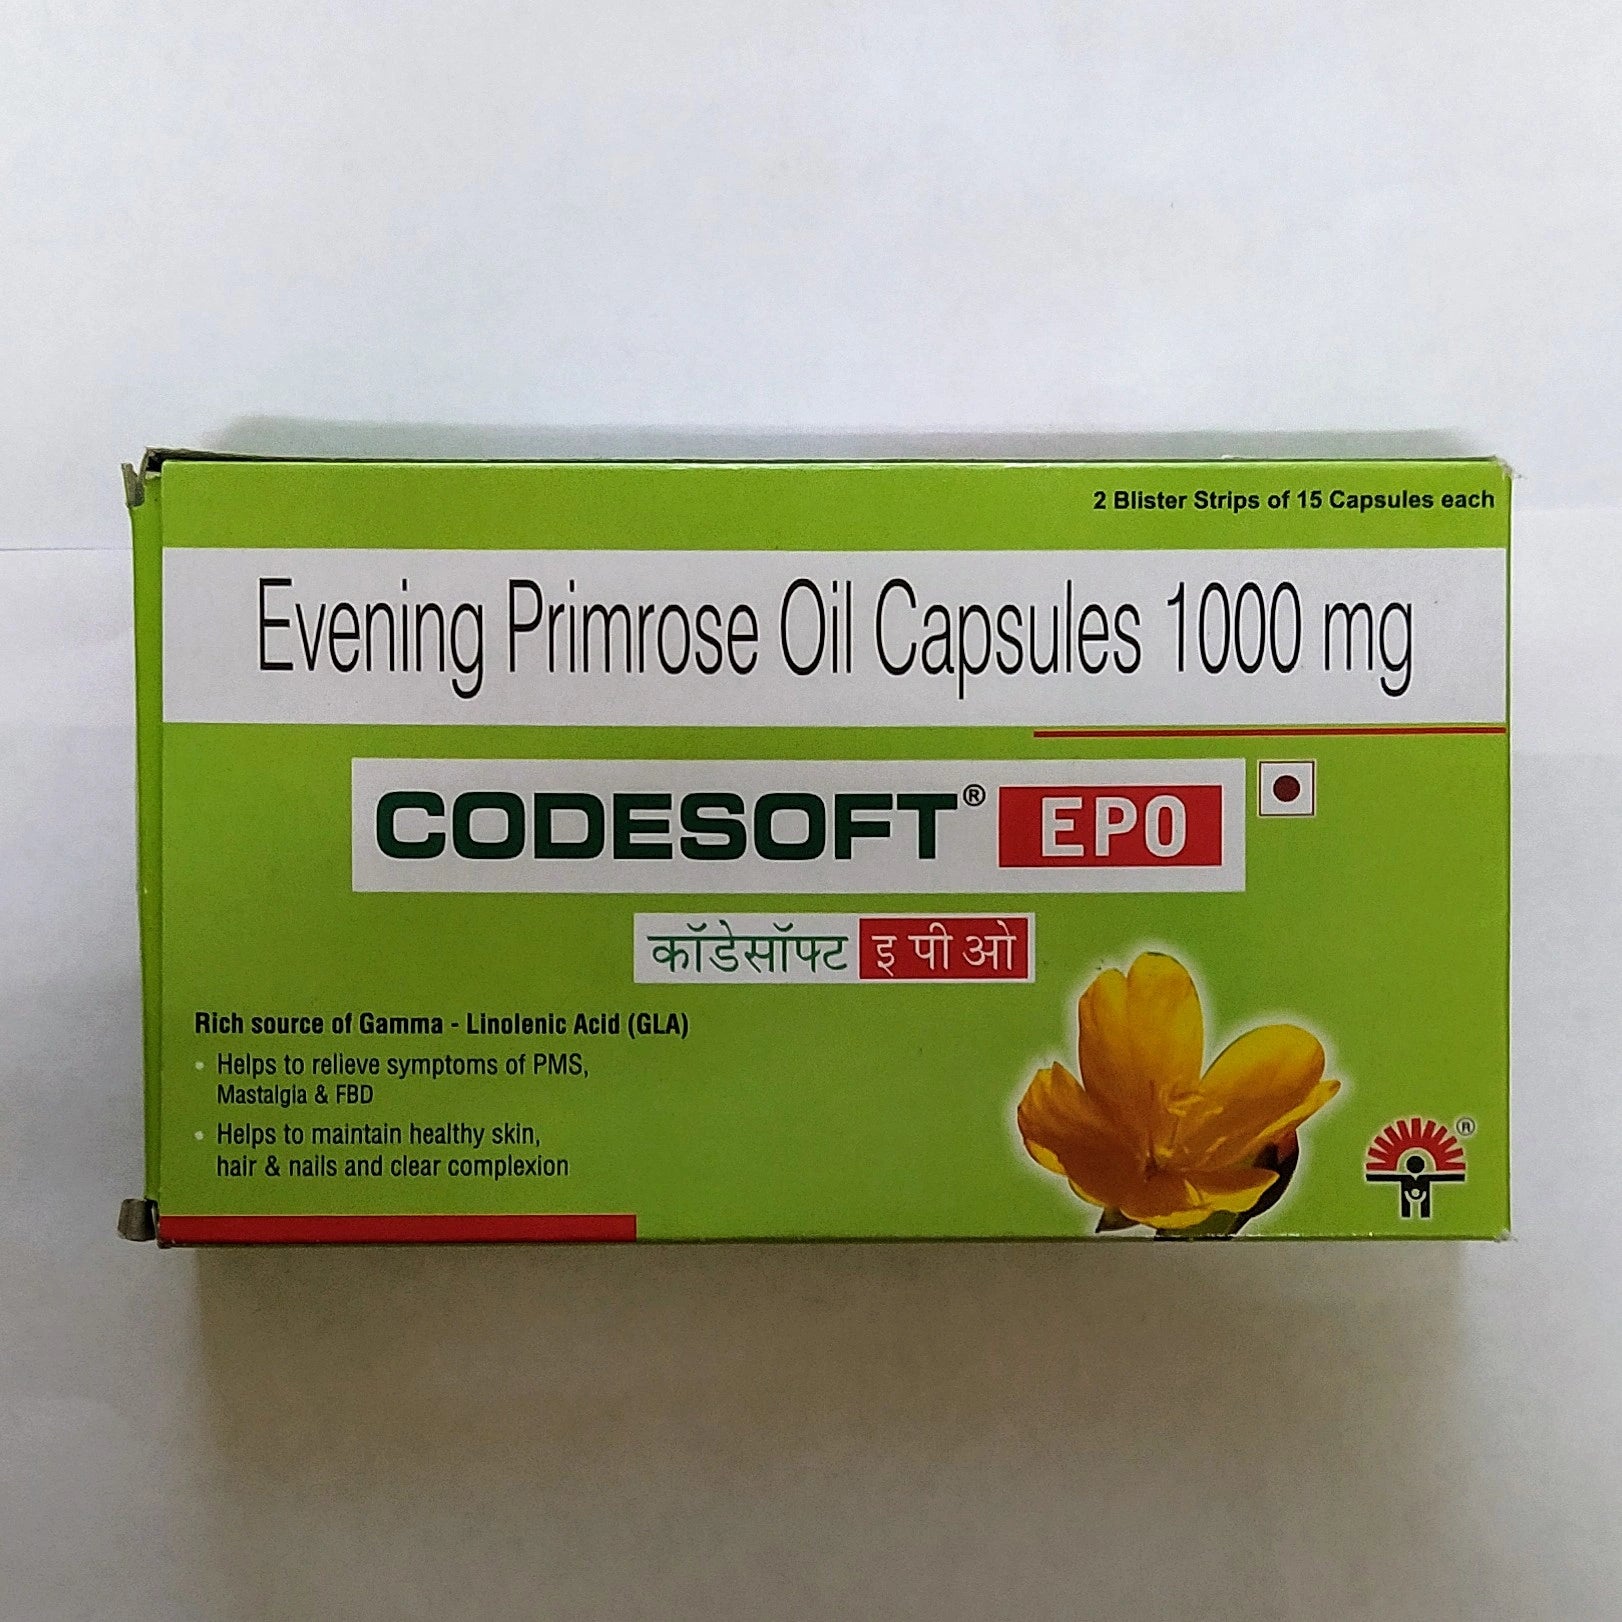 2 Blister Strips of 15 Capsules each
Evening Primrose Oil Capsules 1000 mg
CODESOFT® EPO
कॉडेसॉफ्ट इ पी ओ
Rich source of Gamma - Linolenic Acid (GLA)
• Helps to relieve symptoms of PMS,
Mastalgia & FBD
• Helps to maintain healthy skin,
hair & nails and clear complexion
®